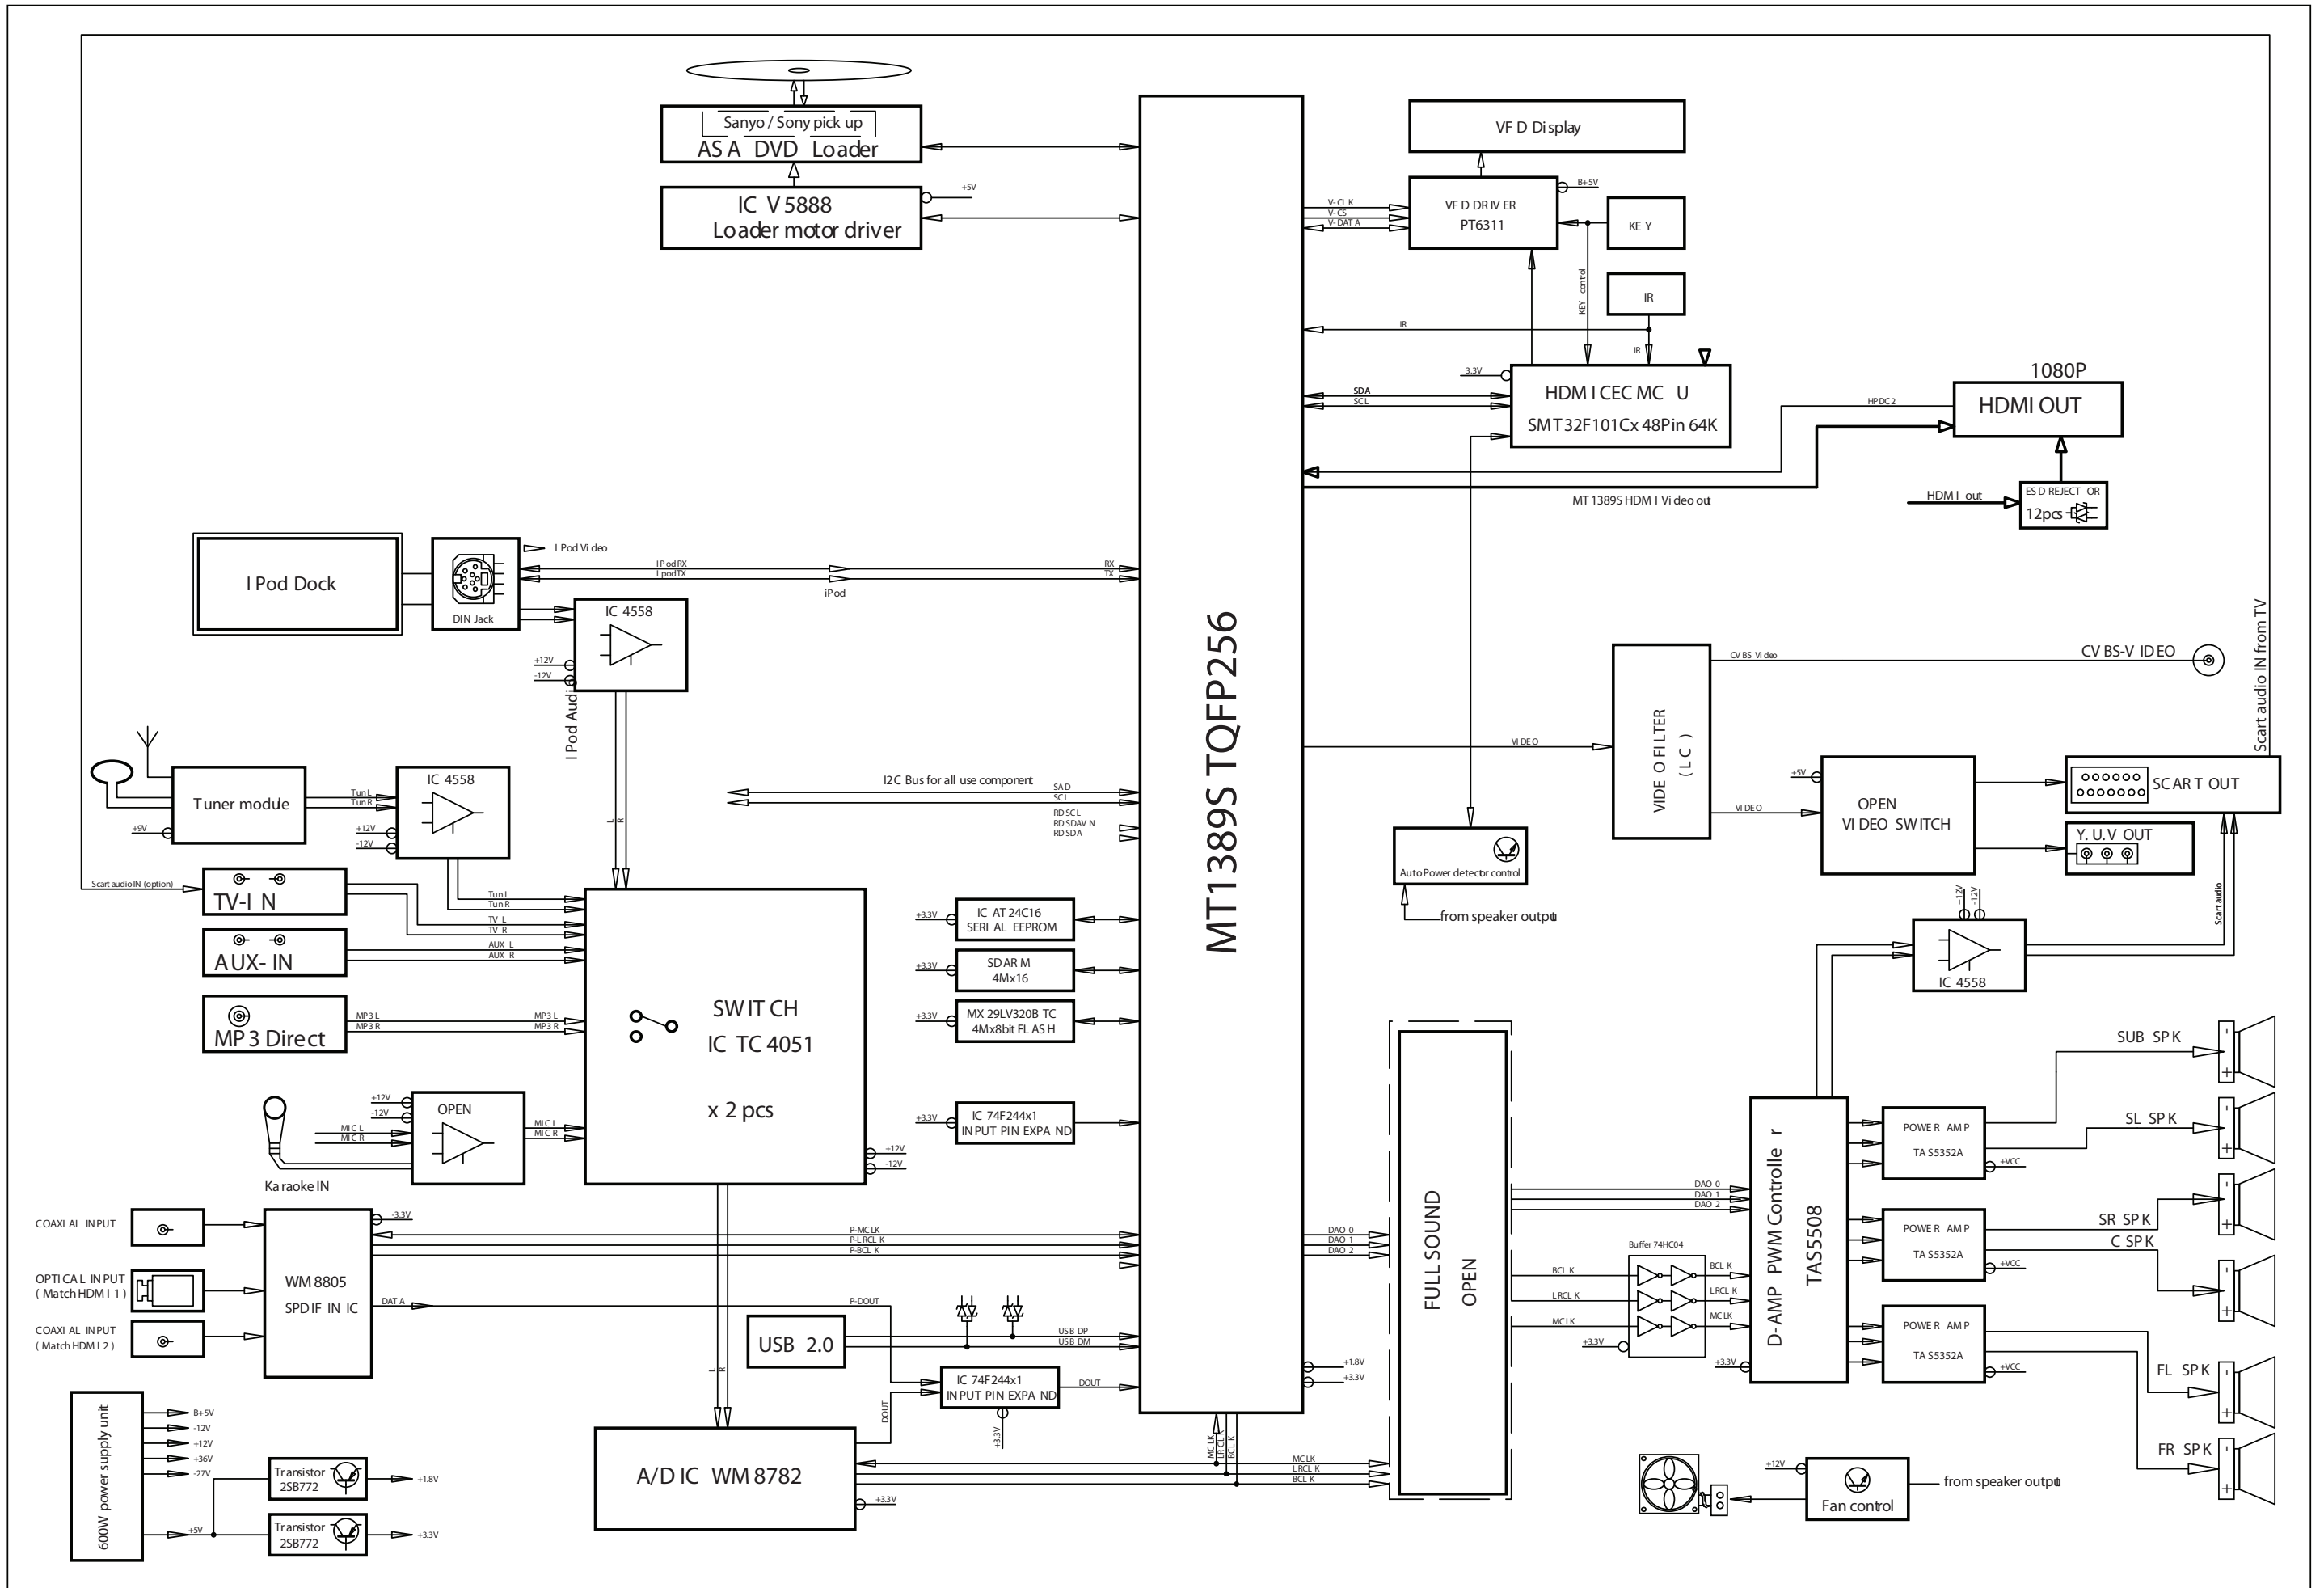 Sanyo / Sony pick up
ASA DVD Loader
IC V5888
Loader motor driver
+5V
MT1389S TQFP256
VFD Display
VFD DRIVER
PT6311
B+5V
KEY
V-CLK
V-CS
V-DATA
KEY control
IR
IR
IR
3.3V
HDMI CEC MCU
SMT32F101Cx 48Pin 64K
SDA
SCL
1080P
HDMI OUT
HPDC2
MT1389S HDMI Video out
HDMI out
ESD REJECTOR
12pcs
Scart audio IN from TV
I Pod Dock
DIN Jack
I Pod Video
IPodRX
IpodTX
iPod
RX
TX
IC 4558
+12V
-12V
I Pod Audio
L
R
Tuner module
+9V
TunL
TunR
IC 4558
+12V
-12V
I2C Bus for all use component
SAD
SCL
RDSCL
RDSDAVN
RDSDA
Scart audio IN (option)
TV-IN
AUX-IN
MP3 Direct
TunL
TunR
TV L
TV R
AUX L
AUX R
MP3 L
MP3 R
MP3 L
MP3 R
SWITCH
IC TC4051
x 2 pcs
+12V
-12V
+12V
-12V
OPEN
MIC L
MIC R
MIC L
MIC R
Karaoke IN
+3.3V
IC AT24C16
SERIAL EEPROM
+3.3V
SDARM
4Mx16
+3.3V
MX29LV320BTC
4Mx8bit FLASH
+3.3V
IC 74F244x1
INPUT PIN EXPAND
CVBS Video
CVBS-VIDEO
VIDEO FILTER
(LC)
VIDEO
VIDEO
+5V
OPEN
VIDEO SWITCH
SCART OUT
Y.U.V OUT
Auto Power detector control
from speaker output
+12V
-12V
IC 4558
Scart audio
COAXIAL INPUT
OPTICAL INPUT
(Match HDMI 1)
COAXIAL INPUT
(Match HDMI 2)
WM8805
SPDIF IN IC
-3.3V
P-MCLK
P-LRCLK
P-BCLK
DATA
P-DOUT
L
R
USB 2.0
USB DP
USB DM
IC 74F244x1
INPUT PIN EXPAND
+3.3V
DOUT
DOUT
A/D IC WM8782
+3.3V
MCLK
LRCLK
BCLK
MCLK
LRCLK
BCLK
+1.8V
+3.3V
DAO 0
DAO 1
DAO 2
FULL SOUND
OPEN
DAO 0
DAO 1
DAO 2
Buffer 74HC04
BCLK
LRCLK
MCLK
BCLK
LRCLK
MCLK
+3.3V
+3.3V
D-AMP PWM Controller
TAS5508
POWER AMP
TAS5352A
+VCC
POWER AMP
TAS5352A
+VCC
POWER AMP
TAS5352A
+VCC
SUB SPK
SL SPK
SR SPK
C SPK
FL SPK
FR SPK
-
+
-
+
-
+
-
+
-
+
-
+
600W power supply unit
B+5V
-12V
+12V
+36V
-27V
+5V
Transistor
2SB772
+1.8V
Transistor
2SB772
+3.3V
+12V
Fan control
from speaker output